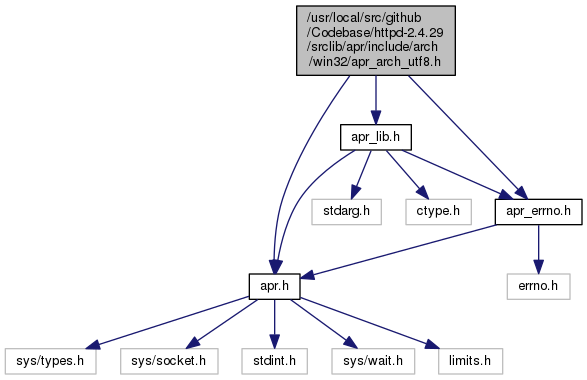 /usr/local/src/github
/Codebase/httpd-2.4.29
/srclib/apr/include/arch
/win32/apr_arch_utf8.h
apr_lib.h
stdarg.h
ctype.h
apr_errno.h
apr.h
errno.h
sys/types.h
sys/socket.h
stdint.h
sys/wait.h
limits.h